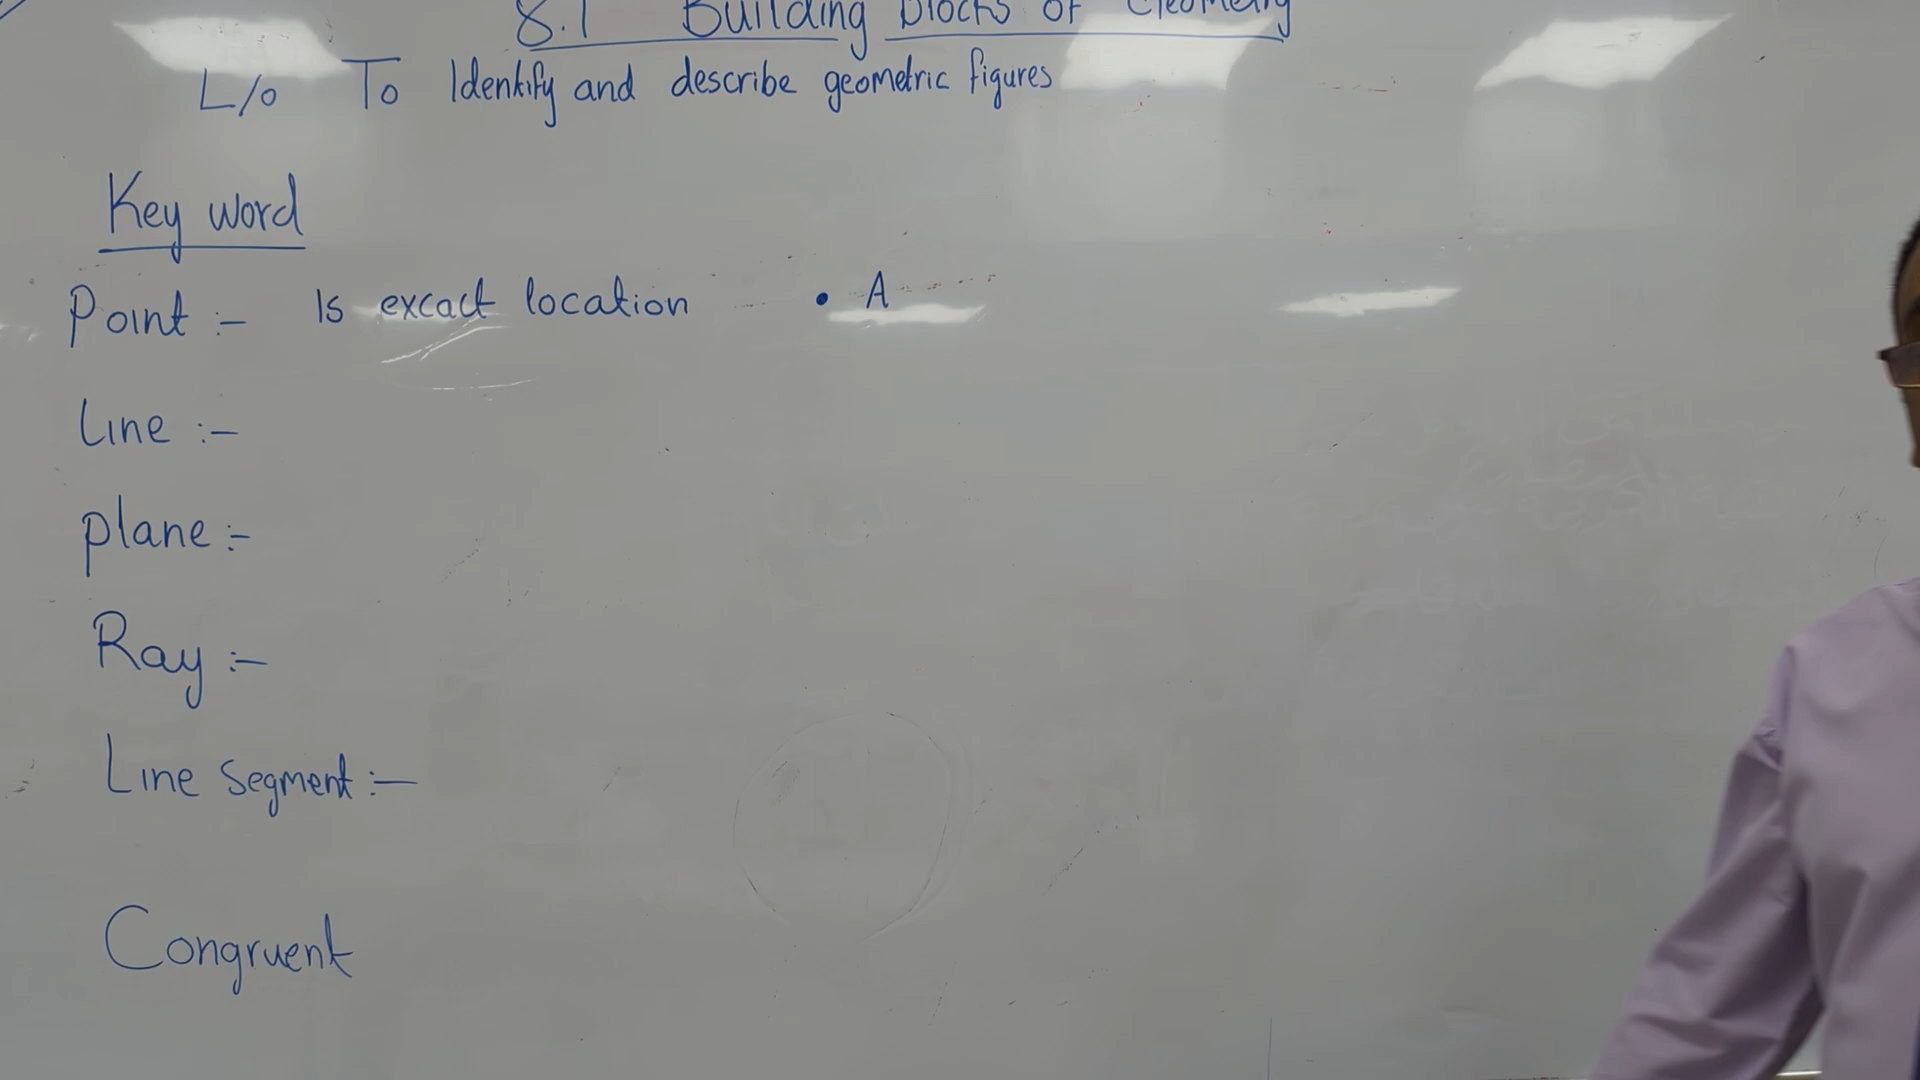 8.1 Building Blocks of Geometry
L/o To Identify and describe geometric figures
Key word
Point :- Is excact location • A
Line :-
plane :-
Ray :-
Line Segment :-
Congruent